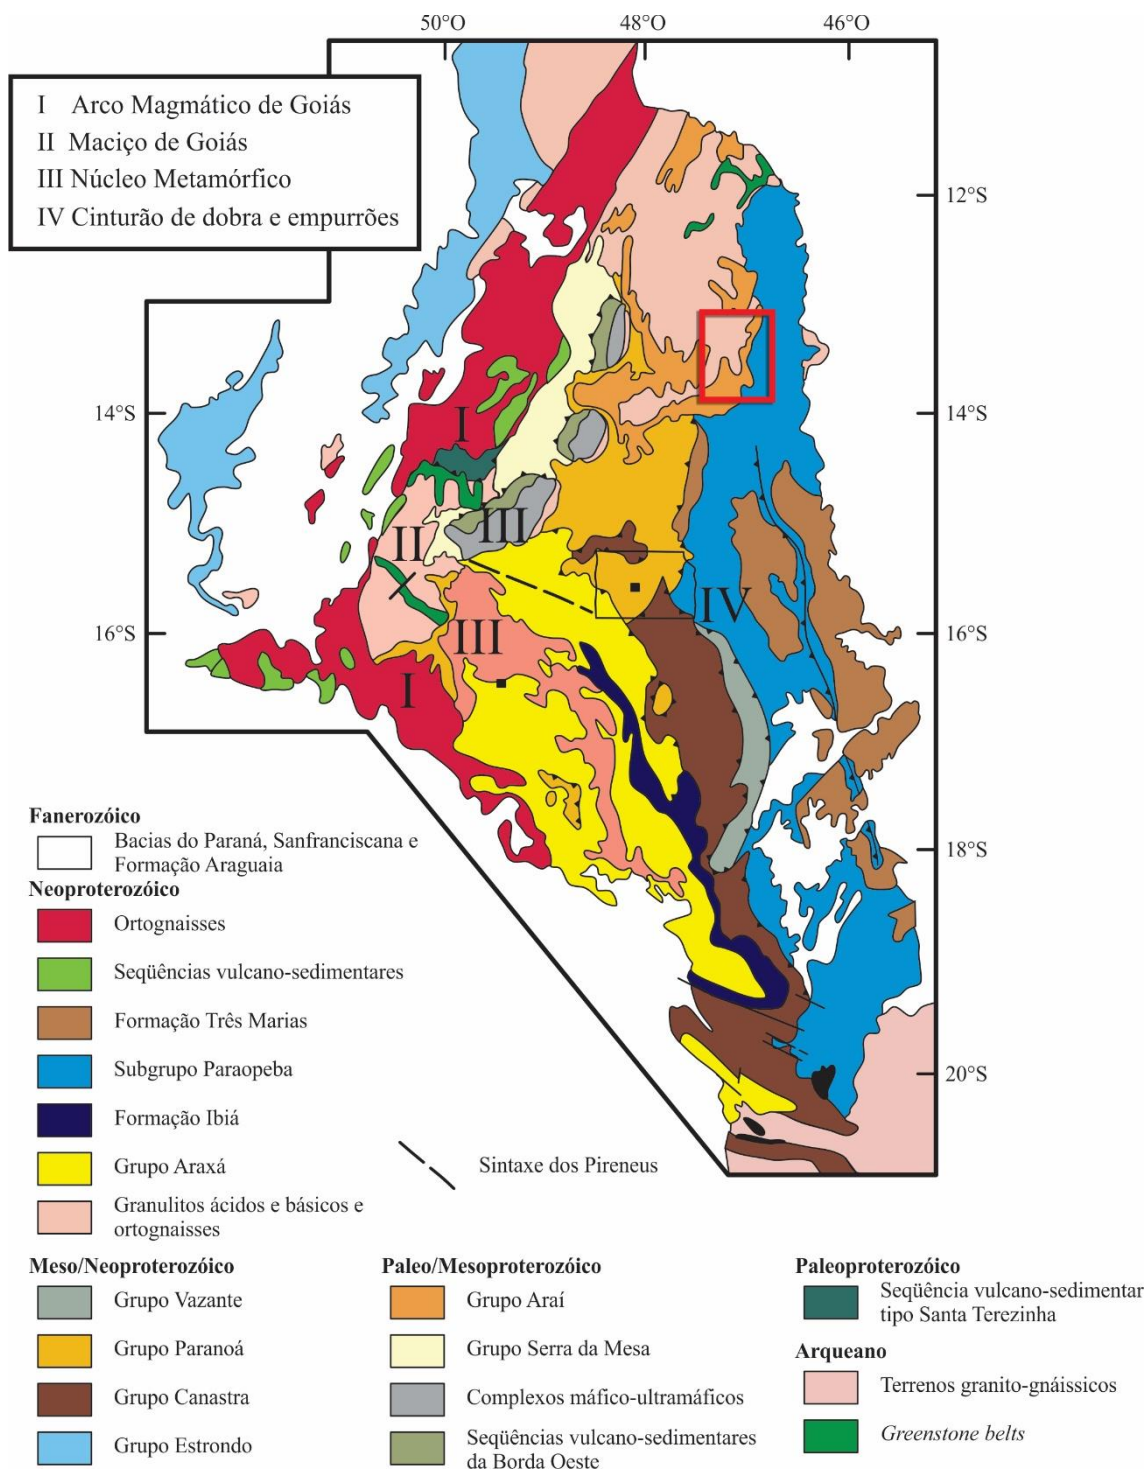 50°O
48°O
46°O
I Arco Magmático de Goiás
II Maciço de Goiás
III Núcleo Metamórfico
IV Cinturão de dobra e empurrões
12°S
14°S
14°S
I
III
II
IV
16°S
16°S
III
I
18°S
20°S
Fanerozóico
Bacias do Paraná, Sanfranciscana e
Formação Araguaia
Neoproterozóico
Ortognaisses
Seqüências vulcano-sedimentares
Formação Três Marias
Subgrupo Paraopeba
Formação Ibiá
Grupo Araxá
Granulitos ácidos e básicos e
ortognaisses
Sintaxe dos Pireneus
Meso/Neoproterozóico
Grupo Vazante
Grupo Paranoá
Grupo Canastra
Grupo Estrondo
Paleo/Mesoproterozóico
Grupo Araí
Grupo Serra da Mesa
Complexos máfico-ultramáficos
Seqüências vulcano-sedimentares
da Borda Oeste
Paleoproterozóico
Seqüência vulcano-sedimentar
tipo Santa Terezinha
Arqueano
Terrenos granito-gnáissicos
Greenstone belts